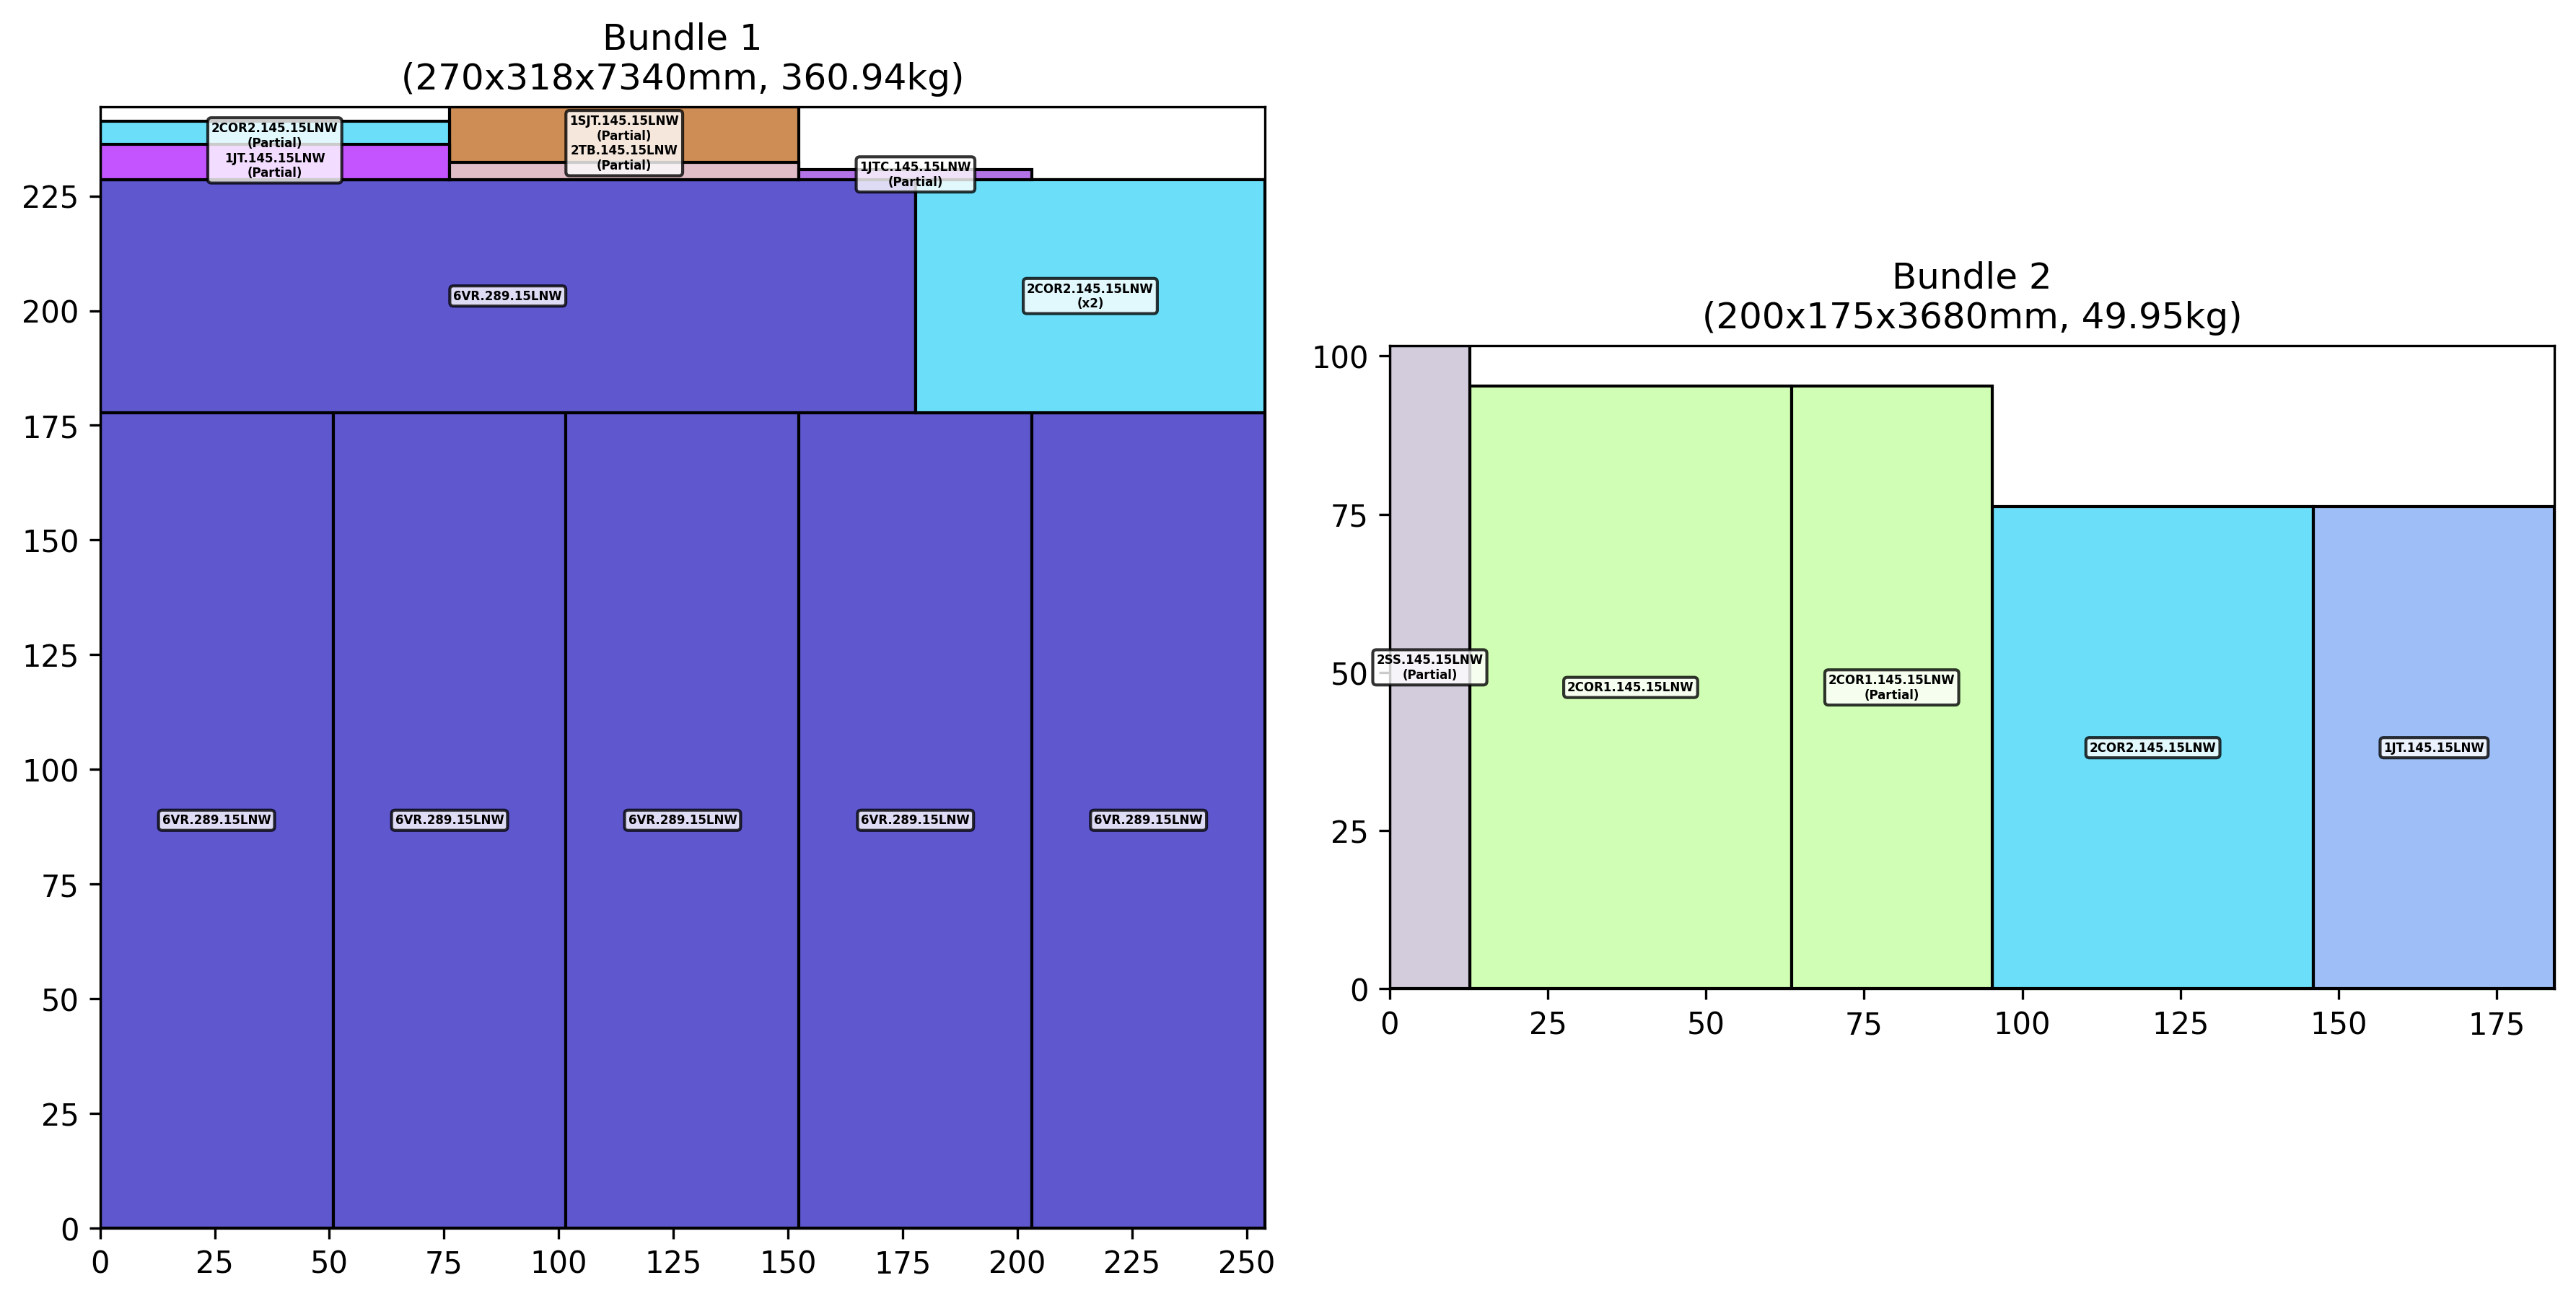 Bundle 1
(270x318x7340mm, 360.94kg)
2COR2.145.15LNW
(Partial)
1JT.145.15LNW
(Partial)
1SJT.145.15LNW
(Partial)
2TB.145.15LNW
(Partial)
1JTC.145.15LNW
(Partial)
6VR.289.15LNW
2COR2.145.15LNW
(x2)
6VR.289.15LNW
6VR.289.15LNW
6VR.289.15LNW
6VR.289.15LNW
6VR.289.15LNW
225
200
175
150
125
100
75
50
25
0
0 25 50 75 100 125 150 175 200 225 250
Bundle 2
(200x175x3680mm, 49.95kg)
2SS.145.15LNW
(Partial)
2COR1.145.15LNW
2COR1.145.15LNW
(Partial)
2COR2.145.15LNW
1JT.145.15LNW
100
75
50
25
0
0 25 50 75 100 125 150 175